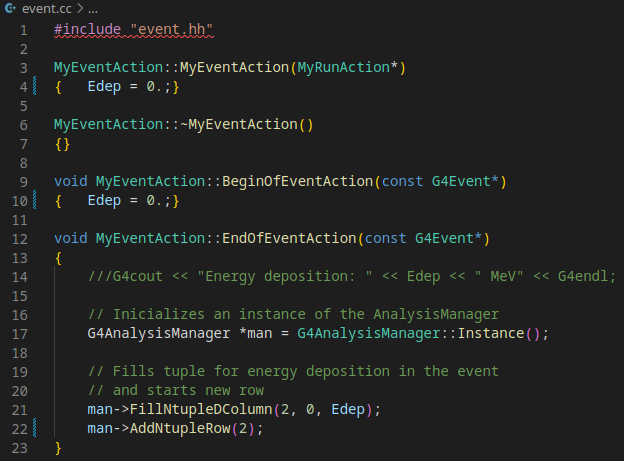 event.cc > ...
1 #include "event.hh"
2
3 MyEventAction::MyEventAction(MyRunAction*)
4 {   Edep = 0.;}
5
6 MyEventAction::~MyEventAction()
7 {}
8
9 void MyEventAction::BeginOfEventAction(const G4Event*)
10 {   Edep = 0.;}
11
12 void MyEventAction::EndOfEventAction(const G4Event*)
13 {
14     ///G4cout << "Energy deposition: " << Edep << " MeV" << G4endl;
15
16     // Inicializes an instance of the AnalysisManager
17     G4AnalysisManager *man = G4AnalysisManager::Instance();
18
19     // Fills tuple for energy deposition in the event
20     // and starts new row
21     man->FillNtupleDColumn(2, 0, Edep);
22     man->AddNtupleRow(2);
23 }